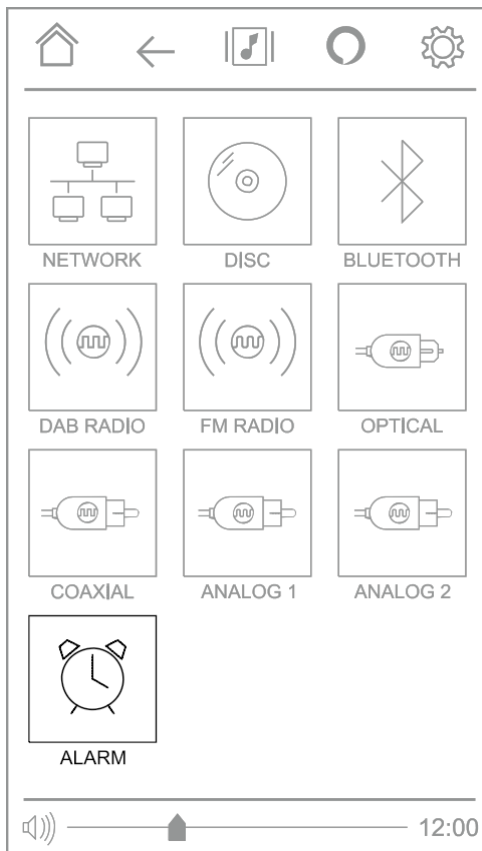 NETWORK DISC BLUETOOTH
DAB RADIO FM RADIO OPTICAL
COAXIAL ANALOG 1 ANALOG 2
ALARM
12:00